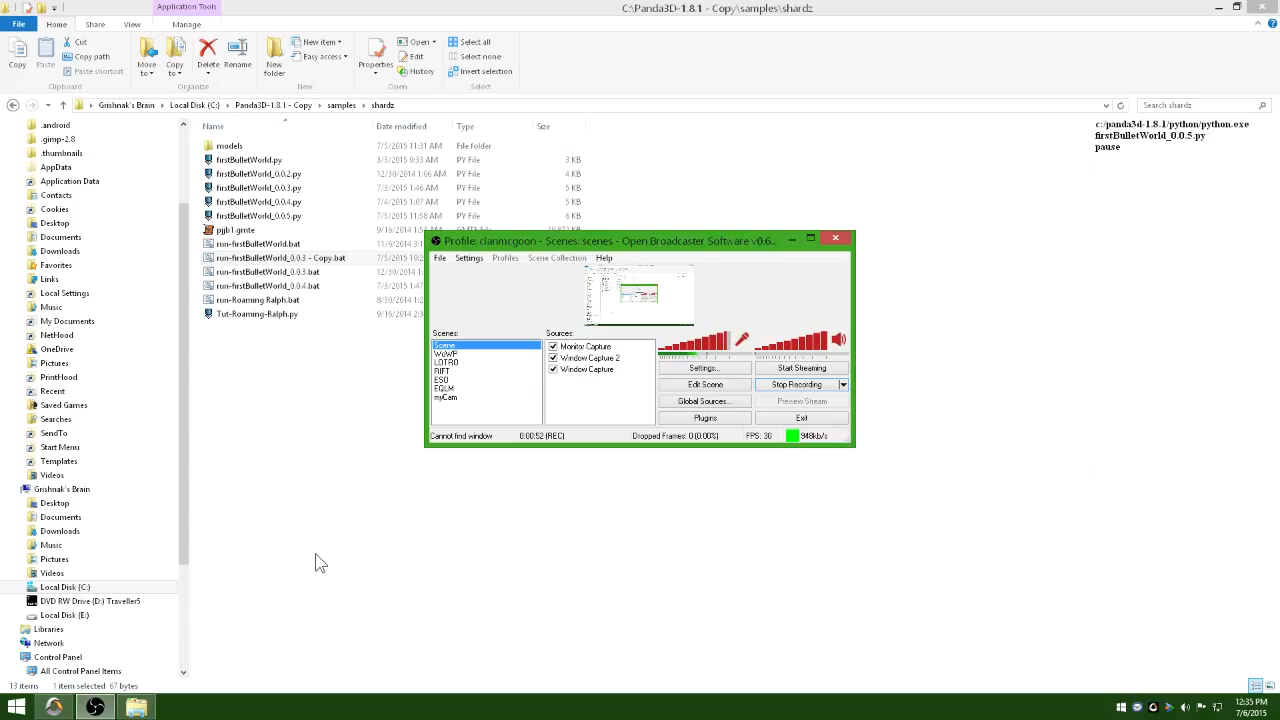 Application Tools
C:\Panda3D-1.8.1 - Copy\samples\shardz
File Home Share View Manage
Copy Paste Cut Copy path Paste shortcut
Move to Copy to Delete Rename New folder
New item Easy access
Properties Open Edit History
Select all Select none Invert selection
Clipboard Organize New Open Select
Grishnak's Brain Local Disk (C:) Panda3D-1.8.1 - Copy samples shardz
Search shardz
.android
.gimp-2.8
.thumbnails
AppData
Application Data
Contacts
Cookies
Desktop
Documents
Downloads
Favorites
Links
Local Settings
Music
My Documents
NetHood
OneDrive
Pictures
PrintHood
Recent
Saved Games
Searches
SendTo
Start Menu
Templates
Videos
Grishnak's Brain
Desktop
Documents
Downloads
Music
Pictures
Videos
Local Disk (C:)
DVD RW Drive (D:) Traveller5
Local Disk (E:)
Libraries
Network
Control Panel
All Control Panel Items
Name Date modified Type Size
models 7/5/2015 11:31 AM File folder
firstBulletWorld.py 3/3/2015 9:33 AM PY File 3 KB
firstBulletWorld_0.0.2.py 12/30/2014 1:06 AM PY File 4 KB
firstBulletWorld_0.0.3.py 7/3/2015 1:46 AM PY File 5 KB
firstBulletWorld_0.0.4.py 7/4/2015 1:07 AM PY File 5 KB
firstBulletWorld_0.0.5.py 7/5/2015 11:58 AM PY File 6 KB
pjjb1.gmte
run-firstBulletWorld.bat
run-firstBulletWorld_0.0.3 - Copy.bat
run-firstBulletWorld_0.0.3.bat
run-firstBulletWorld_0.0.4.bat
run-Roaming Ralph.bat
Tut-Roaming-Ralph.py
c:/panda3d-1.8.1/python/python.exe
firstBulletWorld_0.0.5.py
pause
Profile: clanmcgoon - Scenes: scenes - Open Broadcaster Software v0.6...
File Settings Profiles Scene Collection Help
Scenes:
Scene
WoWP
LOTRO
RIFT
ESO
EQLM
myCam
Sources:
Monitor Capture
Window Capture 2
Window Capture
Settings... Start Streaming
Edit Scene Stop Recording
Global Sources... Preview Stream
Plugins Exit
Cannot find window 0:00:52 (REC) Dropped Frames: 0 (0.00%) FPS: 30 948kb/s
13 items 1 item selected 67 bytes
12:35 PM
7/6/2015